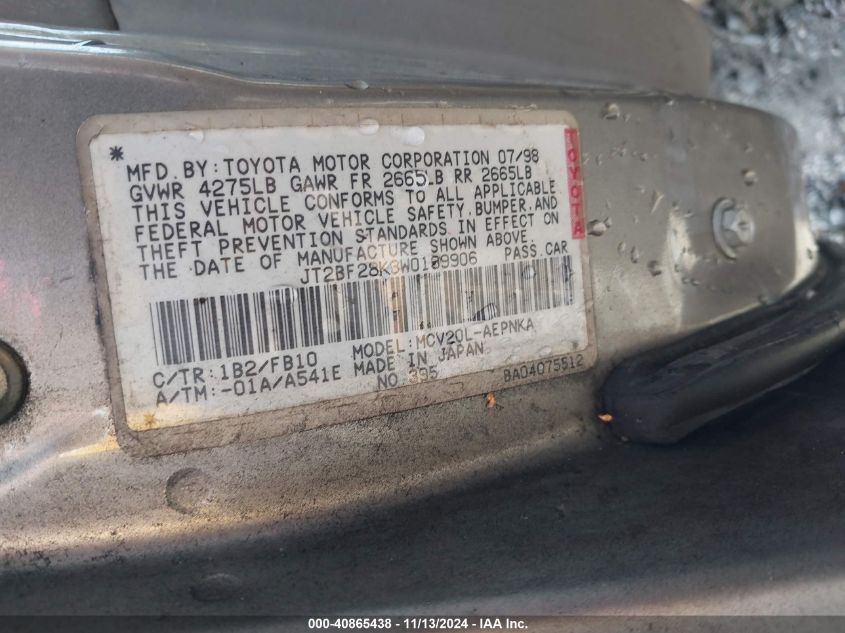 * MFD. BY: TOYOTA MOTOR CORPORATION 07/98
GVWR 4275LB GAWR FR 2665LB RR 2665LB
THIS VEHICLE CONFORMS TO ALL APPLICABLE
FEDERAL MOTOR VEHICLE SAFETY, BUMPER, AND
THEFT PREVENTION STANDARDS IN EFFECT ON
THE DATE OF MANUFACTURE SHOWN ABOVE.
TOYOTA
PASS. CAR
C/TR: 1B2/FB10 MODEL: MCV20L-AEPNKA
A/TM: -01A/A541E MADE IN JAPAN
NO. 395 BA04075512
000-40865438 - 11/13/2024 - IAA Inc.